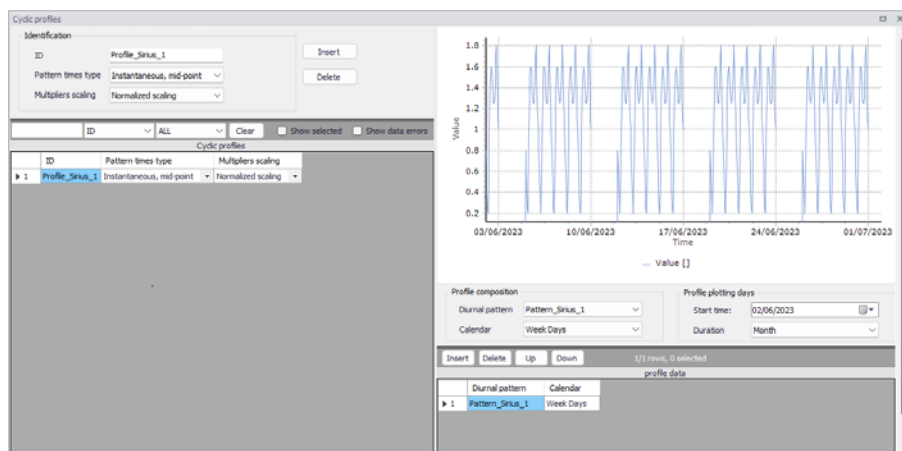 Cyclic profiles
Identification
ID Profile_Sirius_1
Insert
Pattern times type Instantaneous, mid-point
Delete
Multipliers scaling Normalized scaling
ID ALL Clear Show selected Show data errors
Cyclic profiles
ID Pattern times type Multipliers scaling
1 Profile_Sirius_1 Instantaneous, mid-point Normalized scaling
1.8
1.6
1.4
1.2
1
0.8
0.6
0.4
0.2
Value
03/06/2023 10/06/2023 17/06/2023 24/06/2023 01/07/2023
Time
Value []
Profile composition
Diurnal pattern Pattern_Sirius_1
Calendar Week Days
Profile plotting days
Start time: 02/06/2023
Duration Month
Insert Delete Up Down 1/1 rows, 0 selected
profile data
Diurnal pattern Calendar
1 Pattern_Sirius_1 Week Days